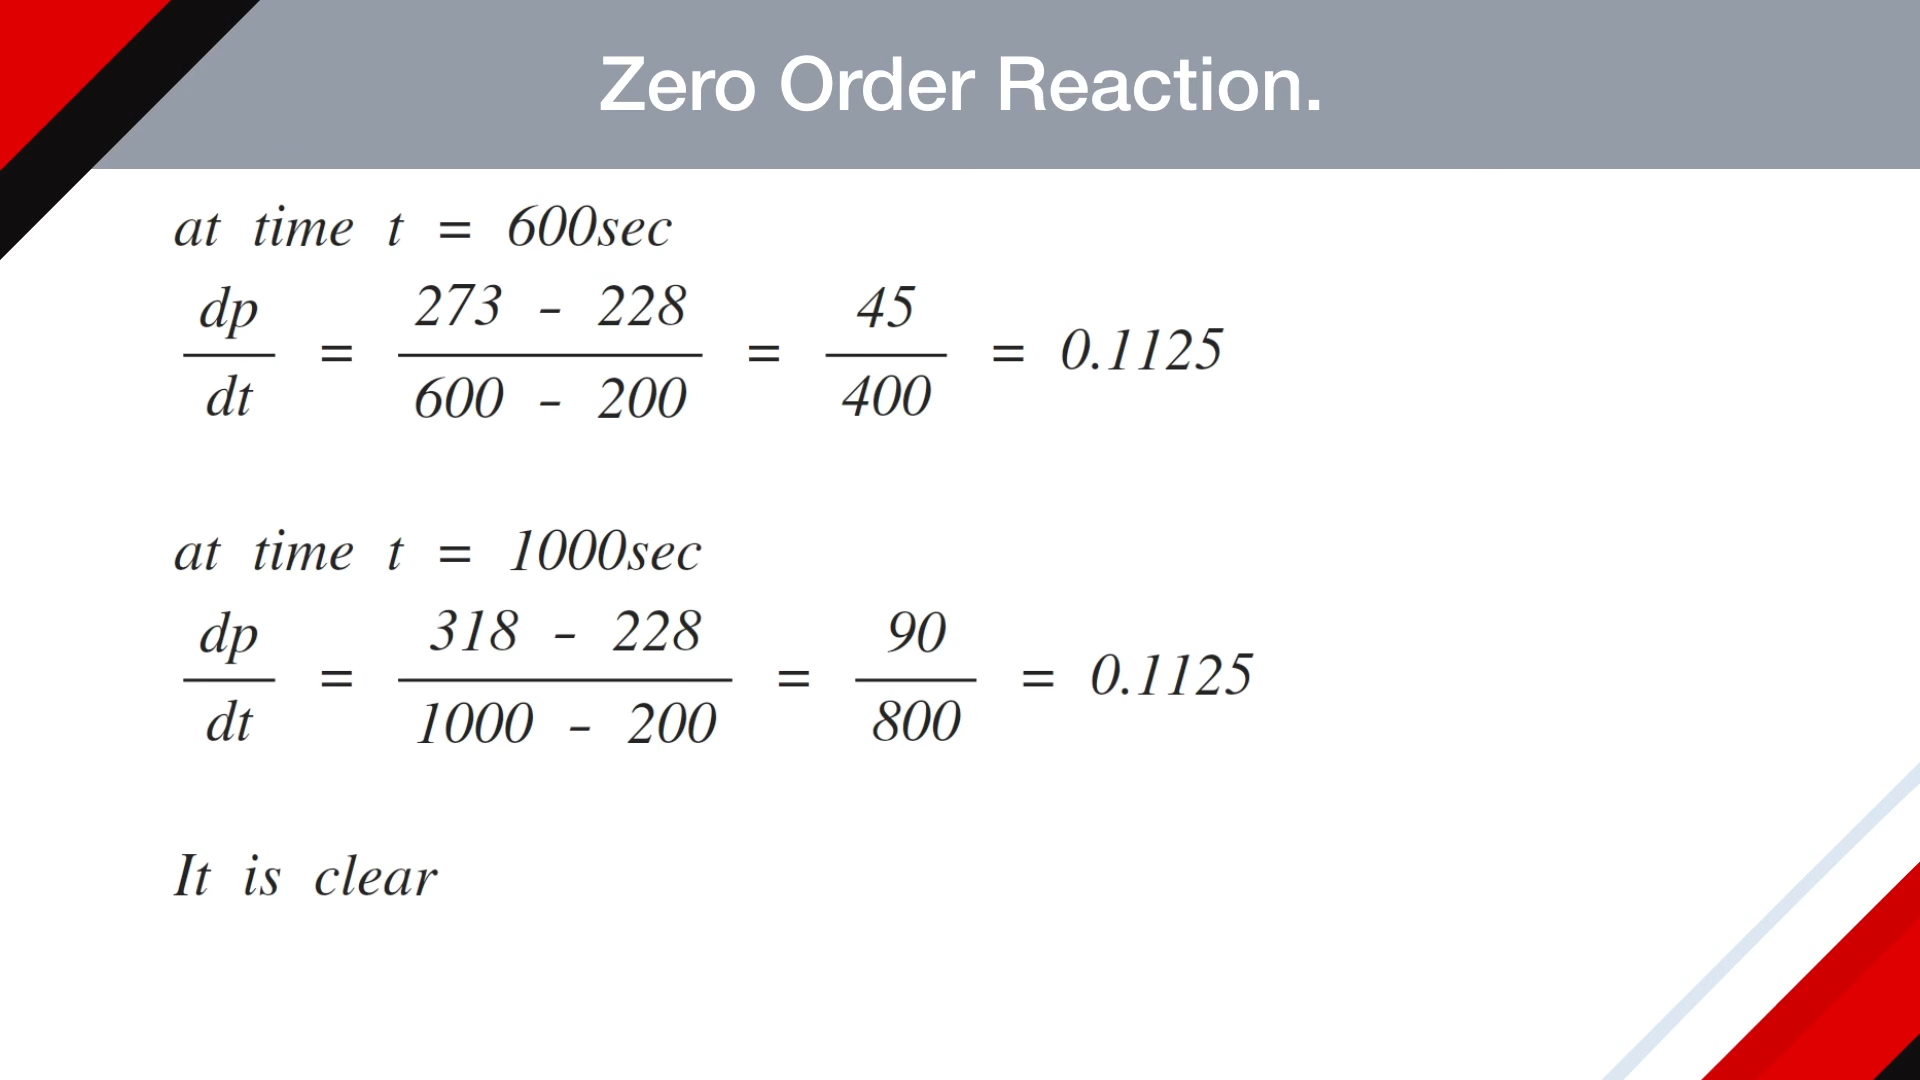 Zero Order Reaction.
at time t = 600sec
dp/dt = 273 - 228/600 - 200 = 45/400 = 0.1125
at time t = 1000sec
dp/dt = 318 - 228/1000 - 200 = 90/800 = 0.1125
It is clear